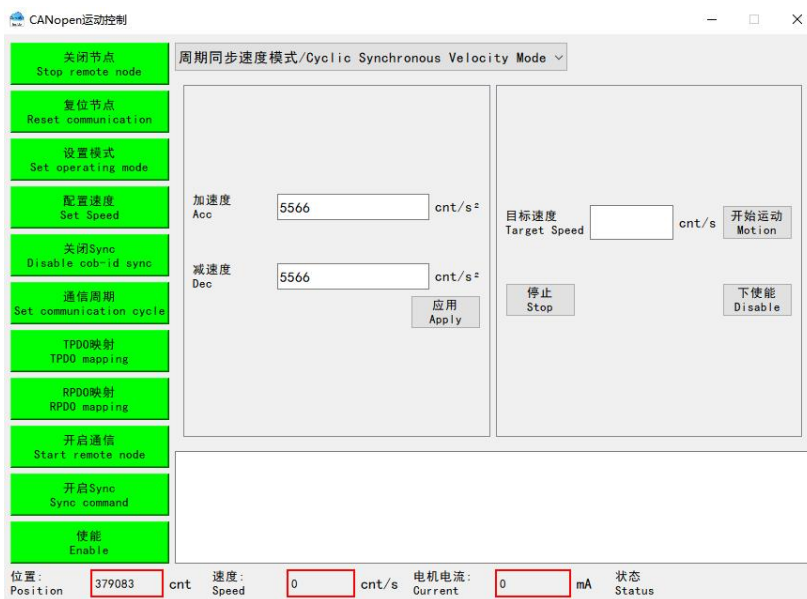 CANopen运动控制
关闭节点
Stop remote node
周期同步速度模式/Cyclic Synchronous Velocity Mode
复位节点
Reset communication
设置模式
Set operating mode
配置速度
Set Speed
关闭Sync
Disable cob-id sync
通信周期
Set communication cycle
TPDO映射
TPDO mapping
RPDO映射
RPDO mapping
开启通信
Start remote node
开启Sync
Sync command
使能
Enable
加速度
Acc
5566
cnt/s²
减速度
Dec
5566
cnt/s²
应用
Apply
目标速度
Target Speed
cnt/s
开始运动
Motion
停止
Stop
下使能
Disable
位置:
Position
379083
cnt
速度:
Speed
0
cnt/s
电机电流:
Current
0
mA
状态
Status